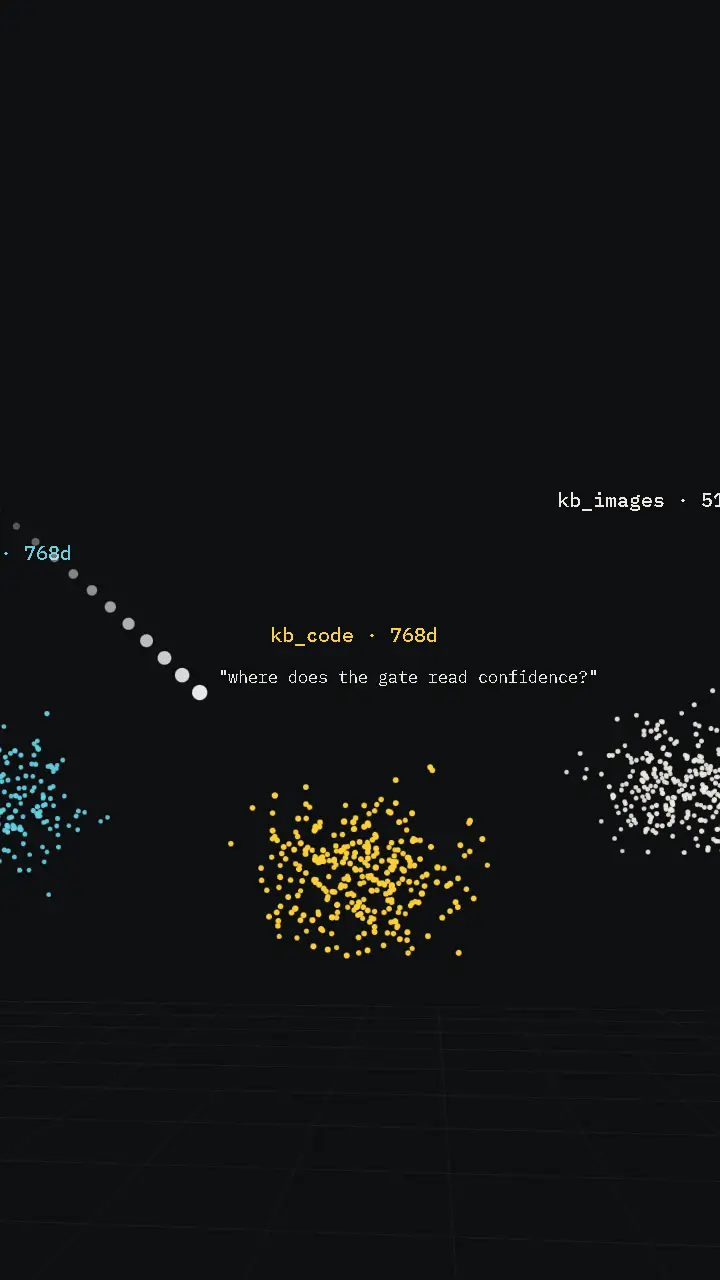 kb_images · 51
· 768d
kb_code · 768d
"where does the gate read confidence?"